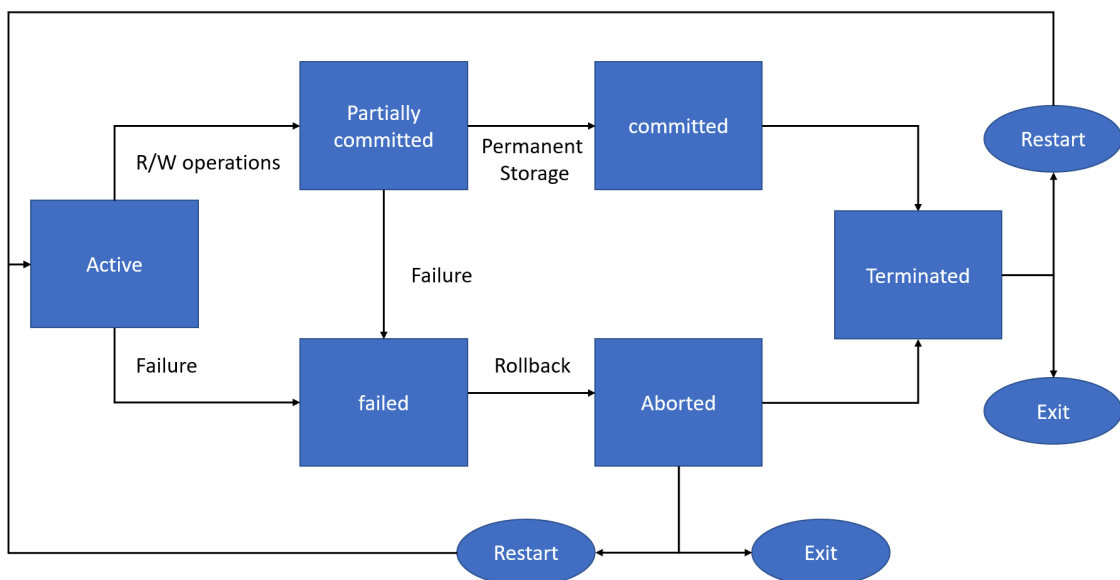 Partially
committed
committed
Permanent
Storage
Restart
R/W operations
Active
Failure
Terminated
Failure
Rollback
failed
Aborted
Exit
Restart
Exit